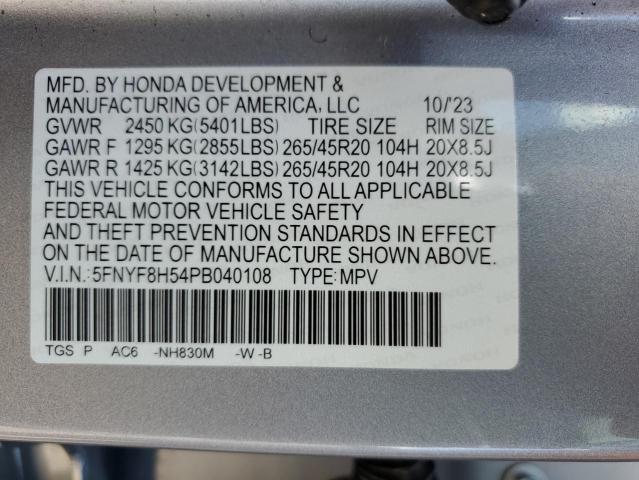 MFD. BY HONDA DEVELOPMENT &
MANUFACTURING OF AMERICA, LLC 10/'23
GVWR 2450 KG(5401LBS) TIRE SIZE RIM SIZE
GAWR F 1295 KG(2855LBS) 265/45R20 104H 20X8.5J
GAWR R 1425 KG(3142LBS) 265/45R20 104H 20X8.5J
THIS VEHICLE CONFORMS TO ALL APPLICABLE
FEDERAL MOTOR VEHICLE SAFETY
AND THEFT PREVENTION STANDARDS IN EFFECT
ON THE DATE OF MANUFACTURE SHOWN ABOVE.
V.I.N.:5FNYF8H54PB040108 TYPE:MPV
TGS P AC6 -NH830M -W -B